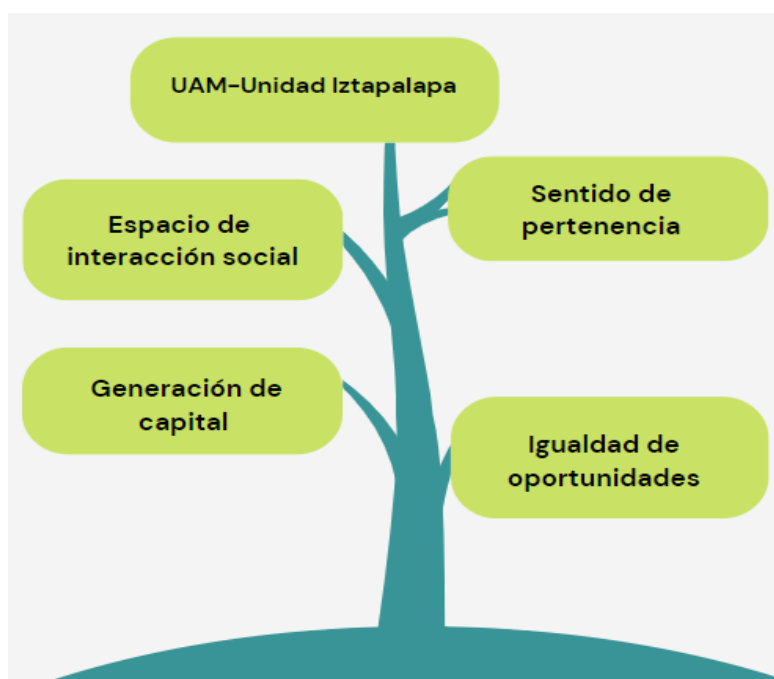 UAM-Unidad Iztapalapa
Sentido de
pertenencia
Espacio de
interacción social
Generación de
capital
Igualdad de
oportunidades